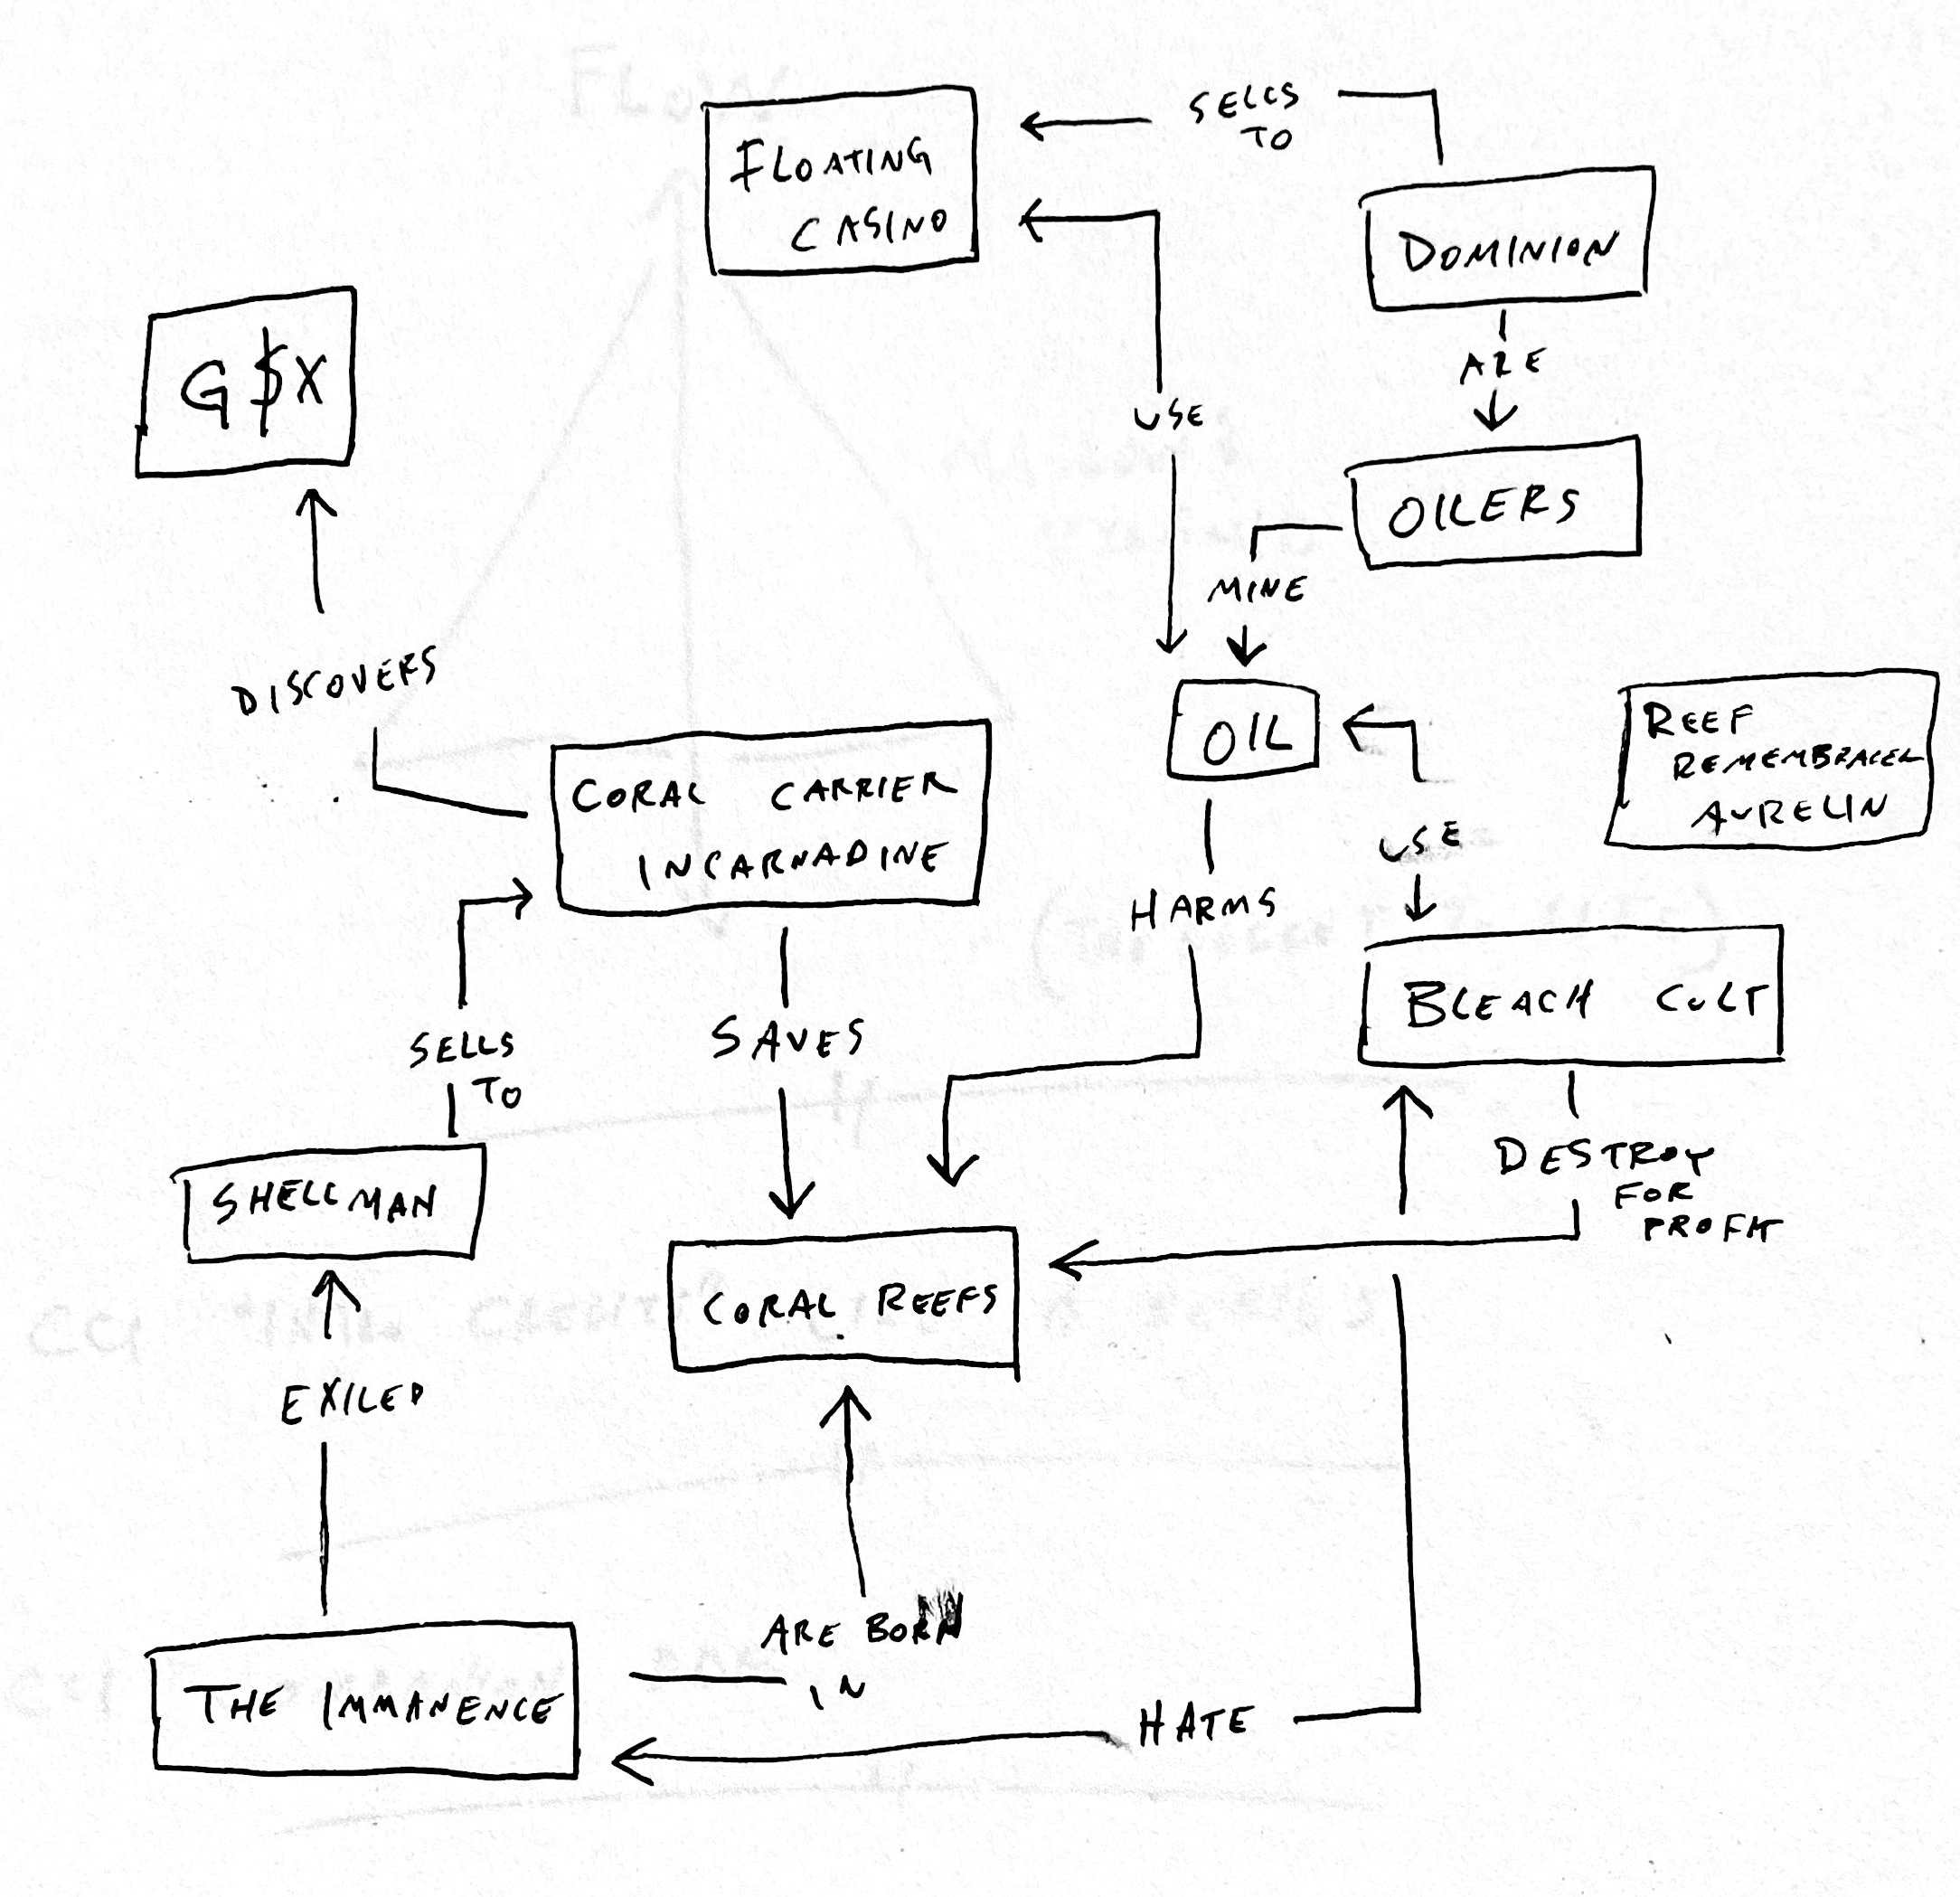 SELLS
TO
FLOATING
CASINO
DOMINION
G$X
ARE
USE
OILERS
MINE
DISCOVERS
OIL
REEF
REMEMBRACER
AURELIN
CORAL CARRIER
INCARNADINE
USE
HARMS
BLEACH CULT
SELLS
TO
SAVES
DESTROY
FOR
PROFIT
SHELLMAN
CORAL REEFS
EXILED
ARE BORN
IN
THE IMMANENCE
HATE